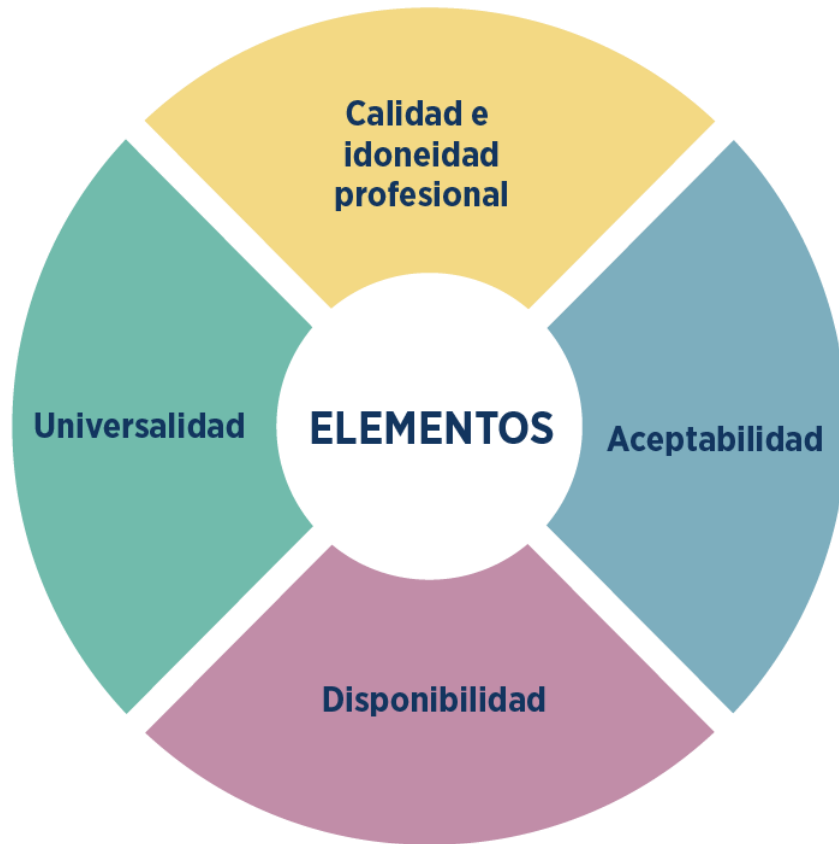 Calidad e
idoneidad
profesional
Universalidad
ELEMENTOS
Aceptabilidad
Disponibilidad